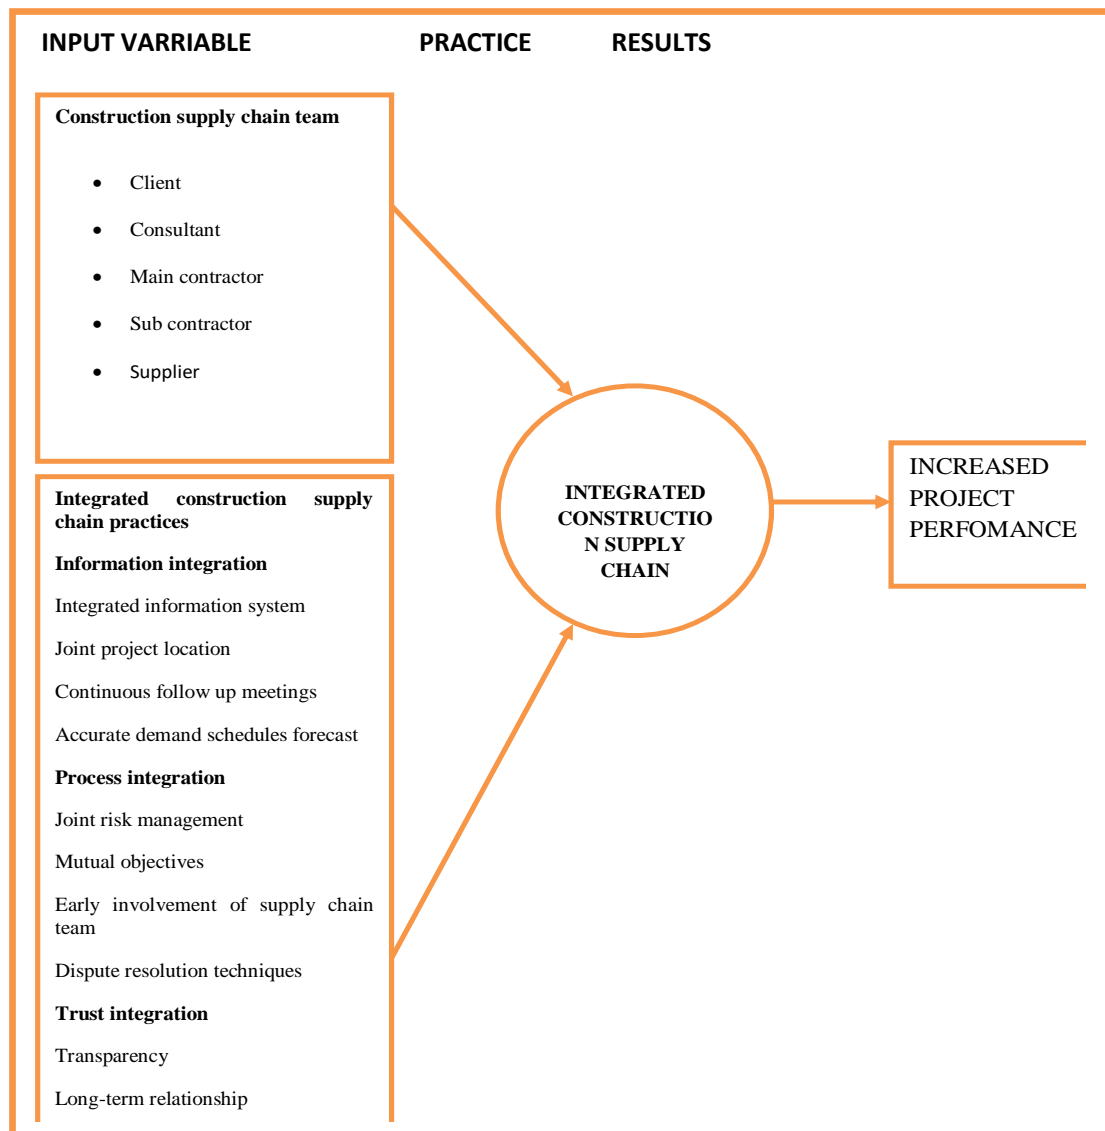 INPUT VARRIABLE PRACTICE RESULTS
Construction supply chain team
• Client
• Consultant
• Main contractor
• Sub contractor
• Supplier
Integrated construction supply
chain practices
Information integration
Integrated information system
Joint project location
Continuous follow up meetings
Accurate demand schedules forecast
Process integration
Joint risk management
Mutual objectives
Early involvement of supply chain
team
Dispute resolution techniques
Trust integration
Transparency
Long-term relationship
INTEGRATED
CONSTRUCTIO
N SUPPLY
CHAIN
INCREASED
PROJECT
PERFOMANCE